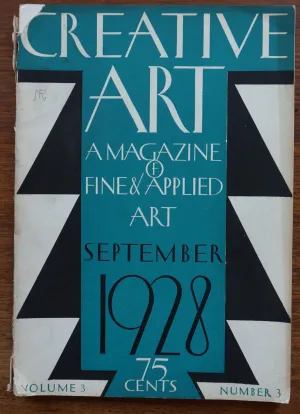 CREATIVE
ART
A MAGAZINE
OF
FINE & APPLIED
ART
SEPTEMBER
1928
75
CENTS
VOLUME 3
NUMBER 3